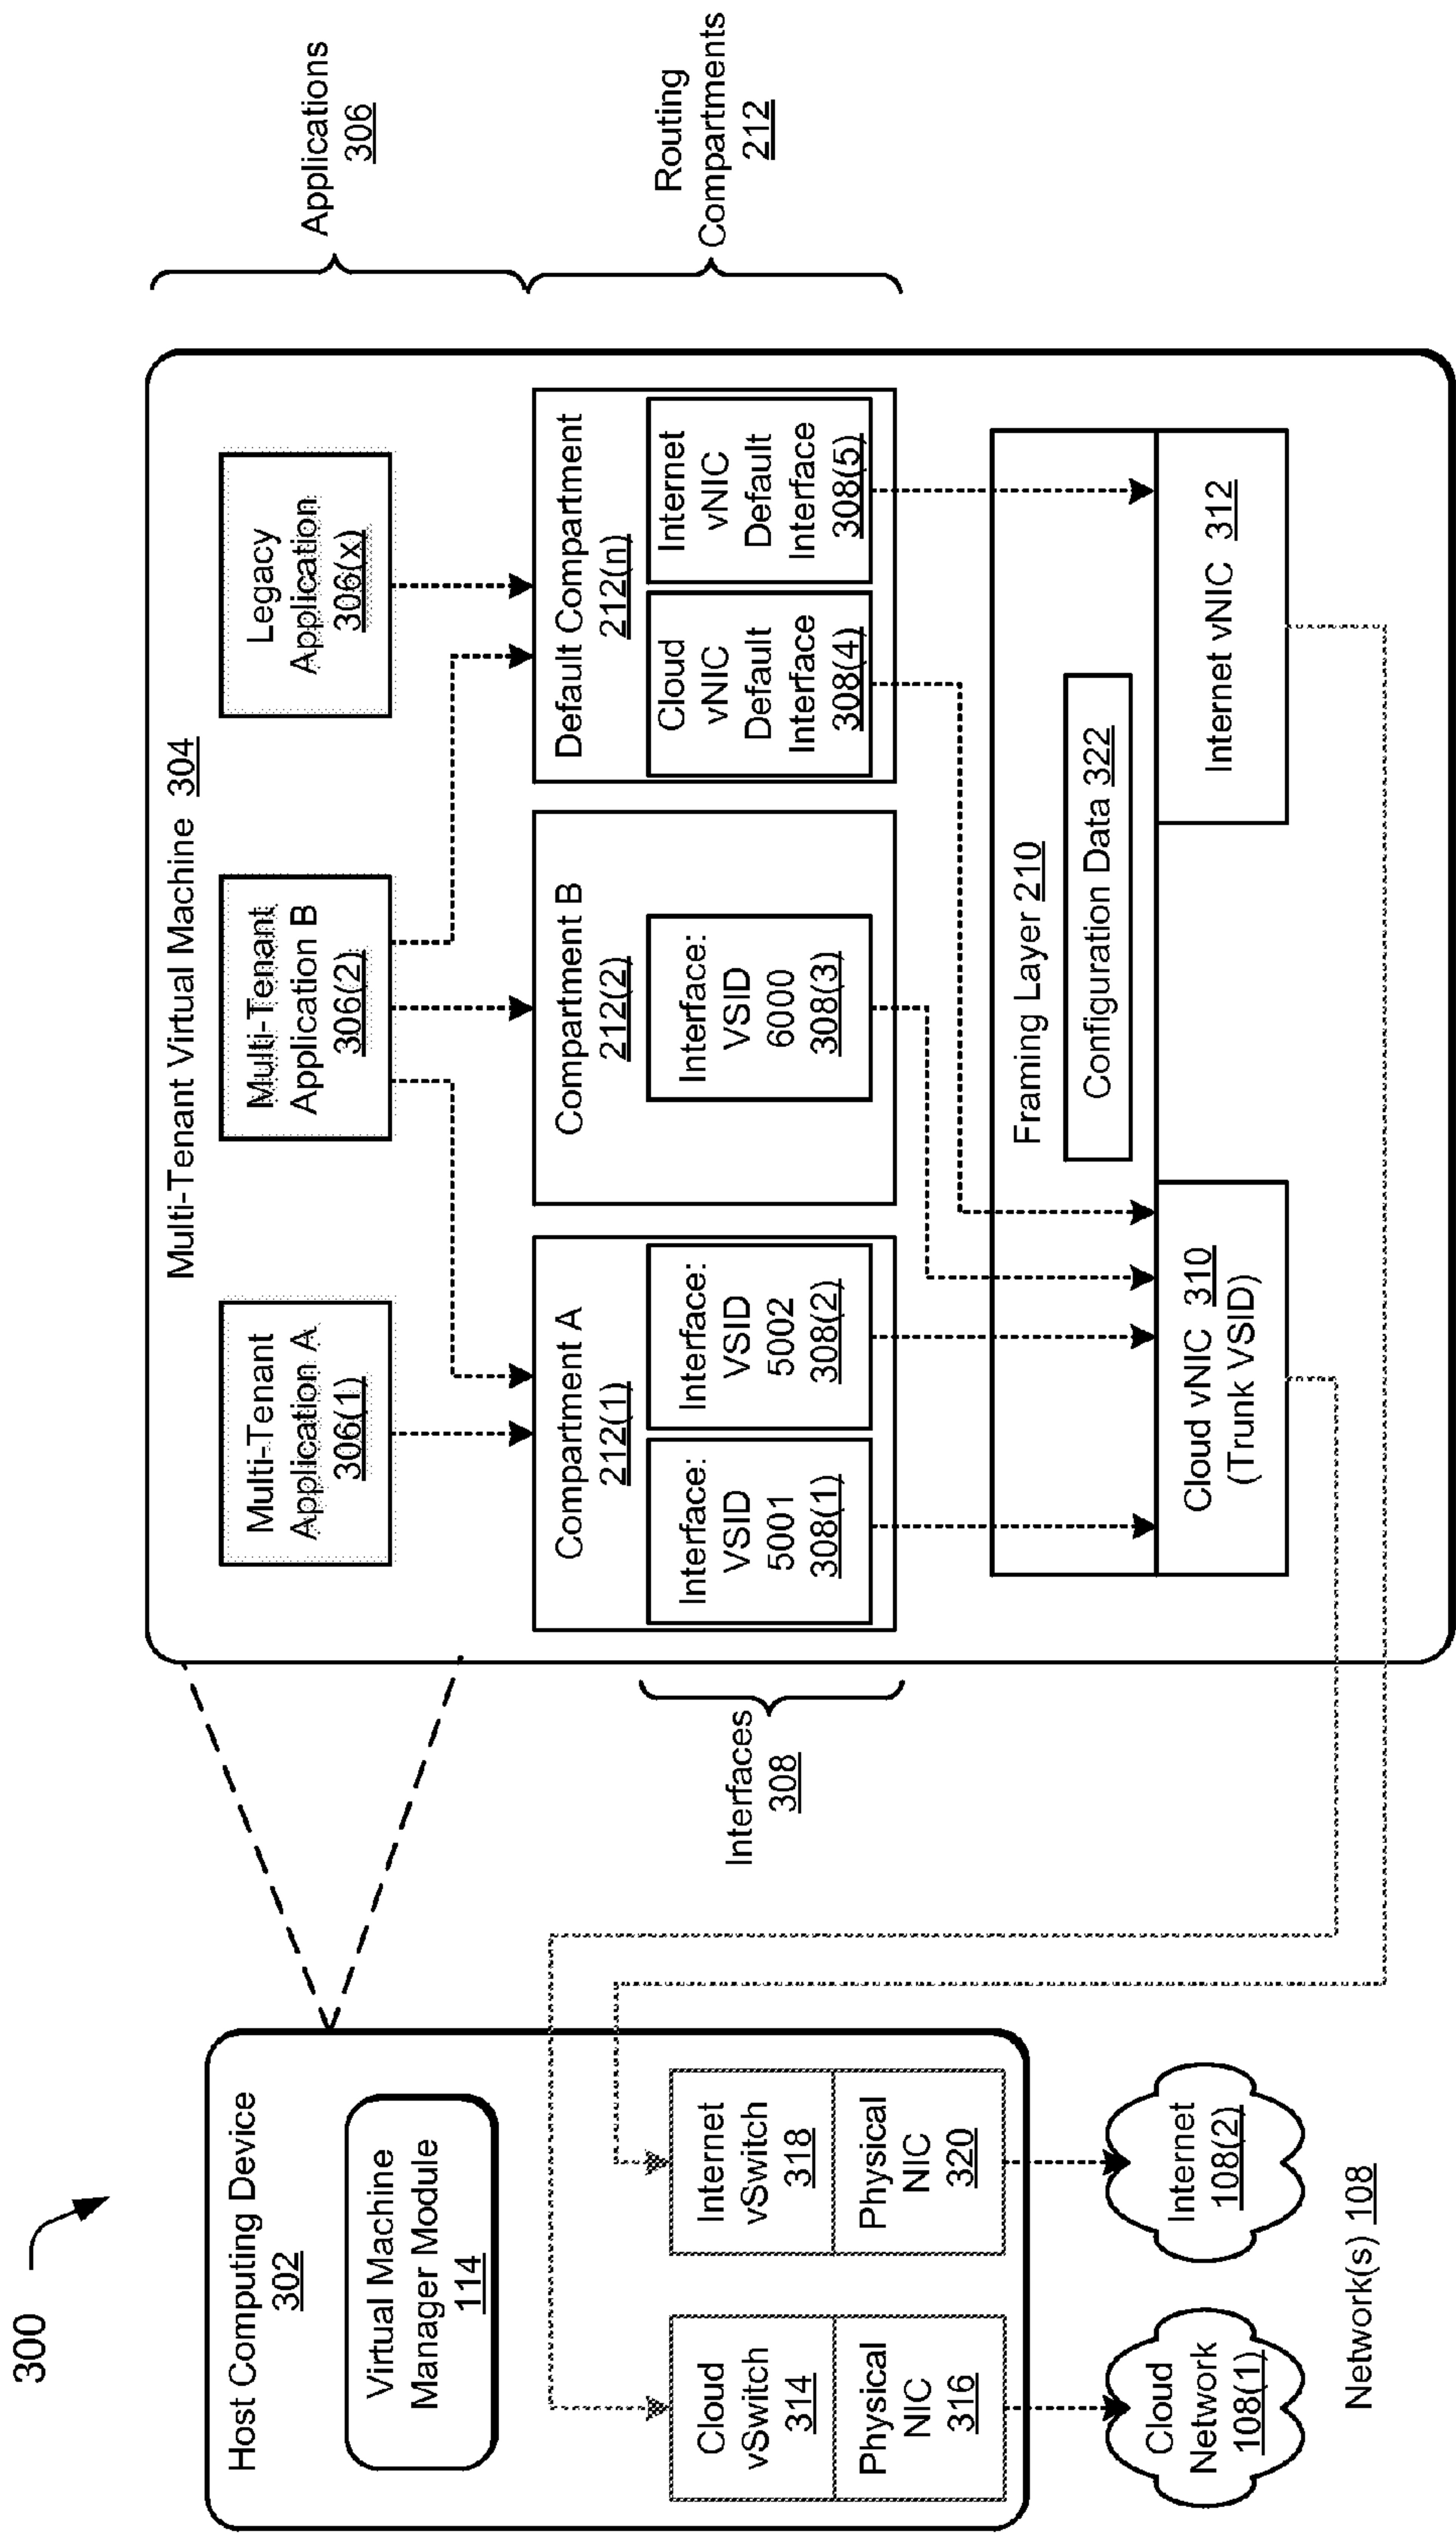 300
Host Computing Device
302
Virtual Machine
Manager Module
114
Cloud
vSwitch
314
Physical
NIC
316
Internet
vSwitch
318
Physical
NIC
320
Cloud
Network
108(1)
Internet
108(2)
Network(s) 108
Interfaces
308
Multi-Tenant Virtual Machine 304
Multi-Tenant
Application A
306(1)
Multi-Tenant
Application B
306(2)
Legacy
Application
306(x)
Compartment A
212(1)
Interface:
VSID
5001
308(1)
Interface:
VSID
5002
308(2)
Compartment B
212(2)
Interface:
VSID
6000
308(3)
Default Compartment
212(n)
Cloud
vNIC
Default
Interface
308(4)
Internet
vNIC
Default
Interface
308(5)
Framing Layer 210
Configuration Data 322
Cloud vNIC 310
(Trunk VSID)
Internet vNIC 312
Applications
306
Routing
Compartments
212